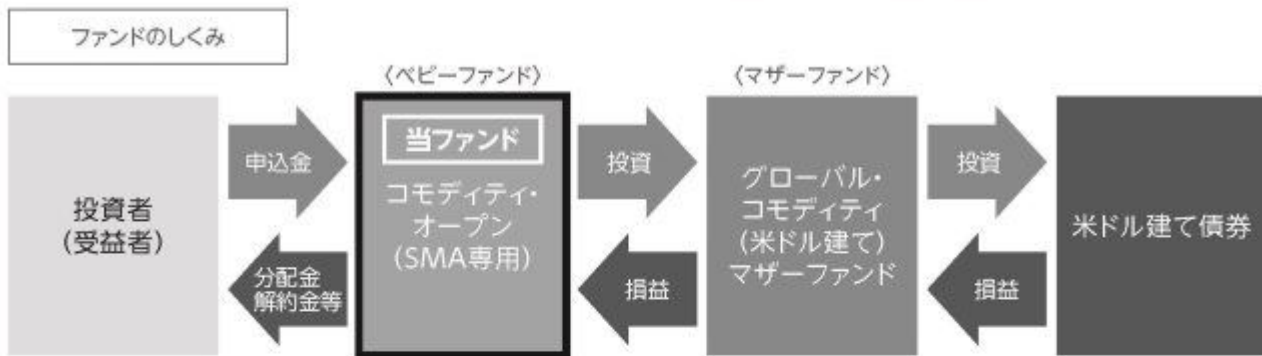 ファンドのしくみ
〈ベビーファンド〉
〈マザーファンド〉
投資者
(受益者)
申込金
分配金
解約金等
当ファンド
コモディティ・
オープン
(SMA専用)
投資
損益
グローバル・
コモディティ
(米ドル建て)
マザーファンド
投資
損益
米ドル建て債券